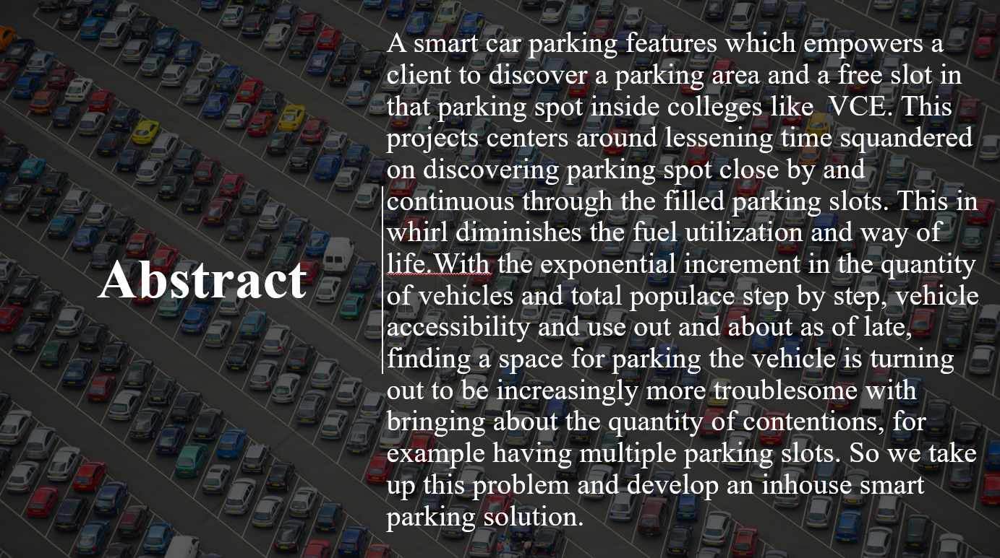 Abstract
A smart car parking features which empowers a
client to discover a parking area and a free slot in
that parking spot inside colleges like  VCE. This
projects centers around lessening time squandered
on discovering parking spot close by and
continuous through the filled parking slots. This in
whirl diminishes the fuel utilization and way of
life.With the exponential increment in the quantity
of vehicles and total populace step by step, vehicle
accessibility and use out and about as of late,
finding a space for parking the vehicle is turning
out to be increasingly more troublesome with
bringing about the quantity of contentions, for
example having multiple parking slots. So we take
up this problem and develop an inhouse smart
parking solution.